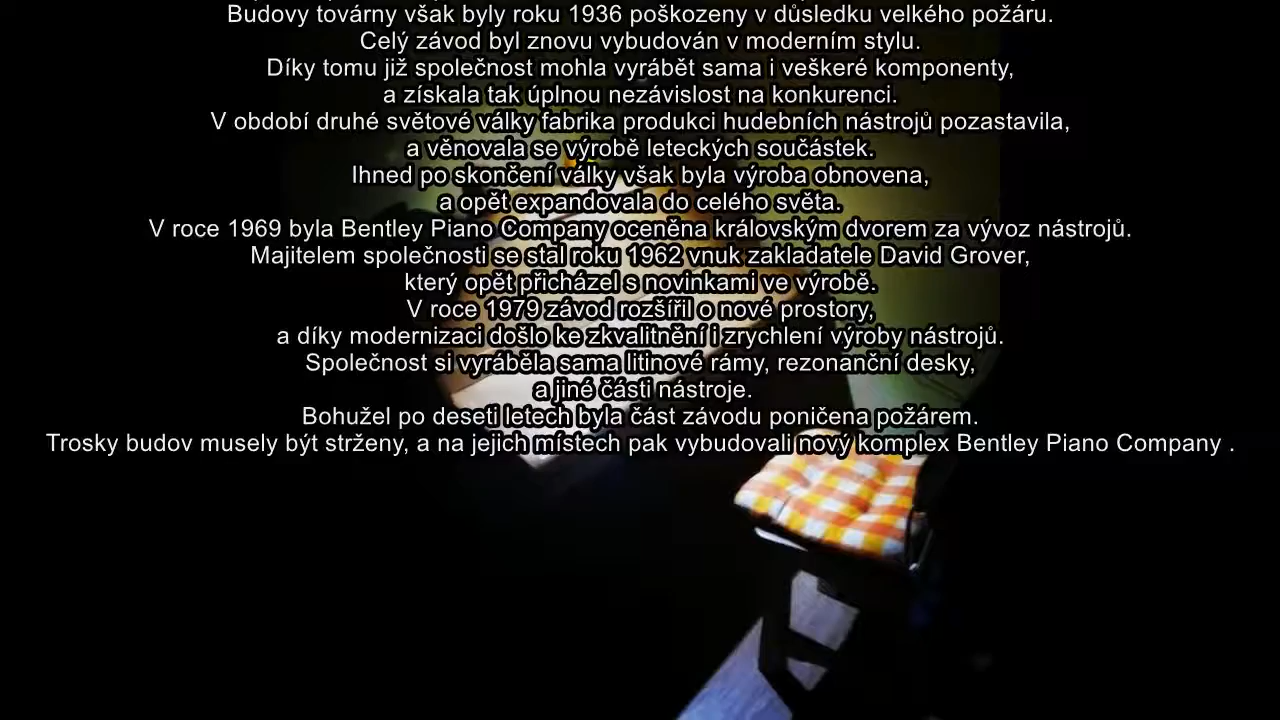 Budovy továrny však byly roku 1936 poškozeny v důsledku velkého požáru.
Celý závod byl znovu vybudován v moderním stylu.
Díky tomu již společnost mohla vyrábět sama i veškeré komponenty,
a získala tak úplnou nezávislost na konkurenci.
V období druhé světové války fabrika produkci hudebních nástrojů pozastavila,
a věnovala se výrobě leteckých součástek.
Ihned po skončení války však byla výroba obnovena,
a opět expandovala do celého světa.
V roce 1969 byla Bentley Piano Company oceněna královským dvorem za vývoz nástrojů.
Majitelem společnosti se stal roku 1962 vnuk zakladatele David Grover,
který opět přicházel s novinkami ve výrobě.
V roce 1979 závod rozšířil o nové prostory,
a díky modernizaci došlo ke zkvalitnění i zrychlení výroby nástrojů.
Společnost si vyráběla sama litinové rámy, rezonanční desky,
a jiné části nástroje.
Bohužel po deseti letech byla část závodu poničena požárem.
Trosky budov musely být strženy, a na jejich místech pak vybudovali nový komplex Bentley Piano Company .